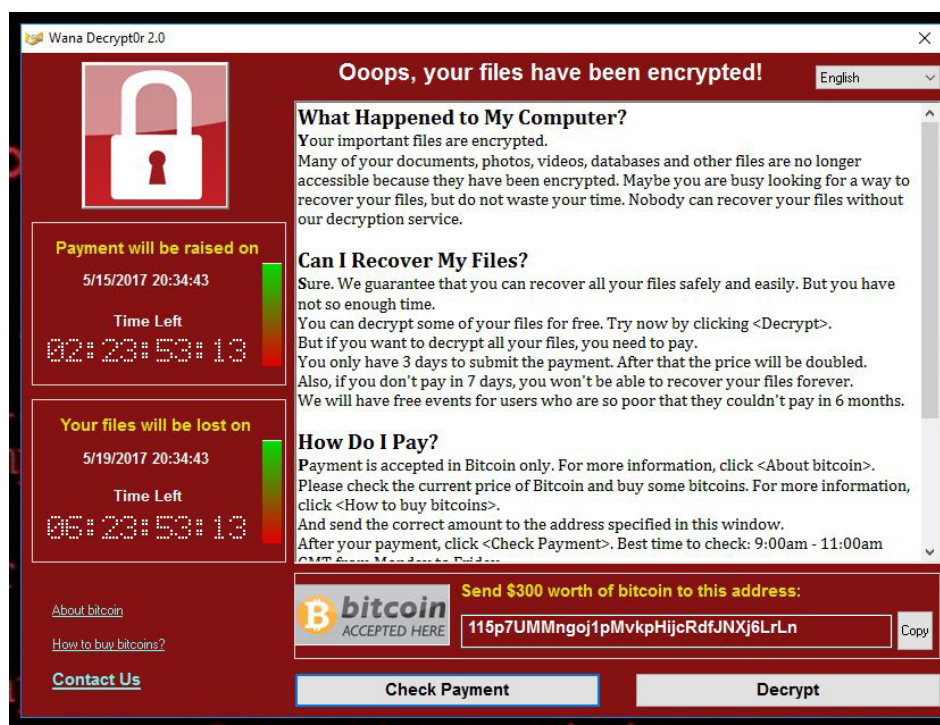 Wana Decrypt0r 2.0
Ooops, your files have been encrypted!
English
Payment will be raised on
5/15/2017 20:34:43
Time Left
02:23:53:13
Your files will be lost on
5/19/2017 20:34:43
Time Left
06:23:53:13
About bitcoin
How to buy bitcoins?
Contact Us
What Happened to My Computer?
Your important files are encrypted.
Many of your documents, photos, videos, databases and other files are no longer
accessible because they have been encrypted. Maybe you are busy looking for a way to
recover your files, but do not waste your time. Nobody can recover your files without
our decryption service.
Can I Recover My Files?
Sure. We guarantee that you can recover all your files safely and easily. But you have
not so enough time.
You can decrypt some of your files for free. Try now by clicking <Decrypt>.
But if you want to decrypt all your files, you need to pay.
You only have 3 days to submit the payment. After that the price will be doubled.
Also, if you don't pay in 7 days, you won't be able to recover your files forever.
We will have free events for users who are so poor that they couldn't pay in 6 months.
How Do I Pay?
Payment is accepted in Bitcoin only. For more information, click <About bitcoin>.
Please check the current price of Bitcoin and buy some bitcoins. For more information,
click <How to buy bitcoins>.
And send the correct amount to the address specified in this window.
After your payment, click <Check Payment>. Best time to check: 9:00am - 11:00am
GMT from Monday to Friday
bitcoin
ACCEPTED HERE
Send $300 worth of bitcoin to this address:
115p7UMMngoj1pMvkpHijcRdfJNXj6LrLn
Copy
Check Payment
Decrypt